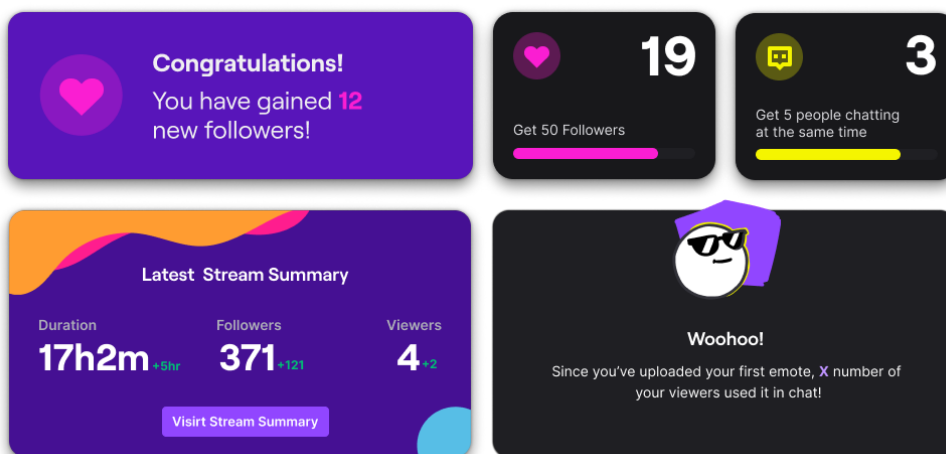 Congratulations!
You have gained 12
new followers!
19
Get 50 Followers
3
Get 5 people chatting
at the same time
Latest Stream Summary
Duration
Followers
Viewers
17h2m +5hr
371 +121
4 +2
Visirt Stream Summary
Woohoo!
Since you’ve uploaded your first emote, X number of
your viewers used it in chat!